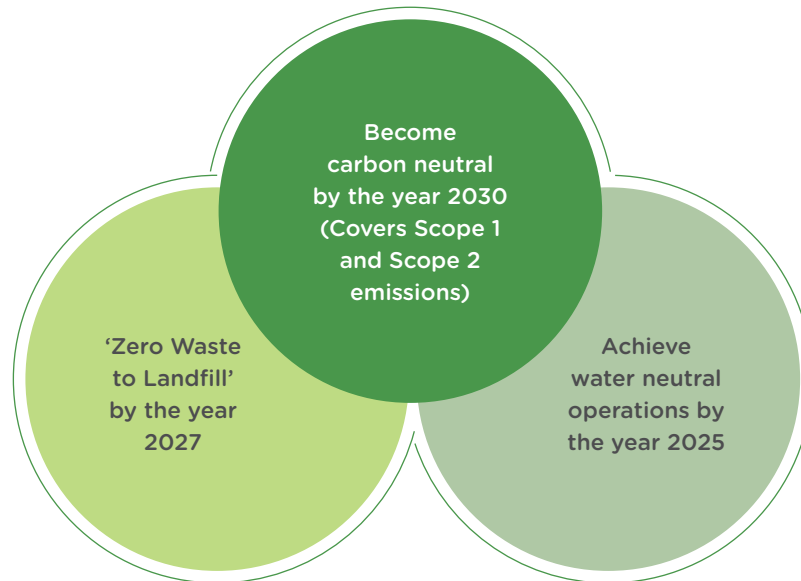 Become
carbon neutral
by the year 2030
(Covers Scope 1
and Scope 2
emissions)
‘Zero Waste
to Landfill’
by the year
2027
Achieve
water neutral
operations by
the year 2025